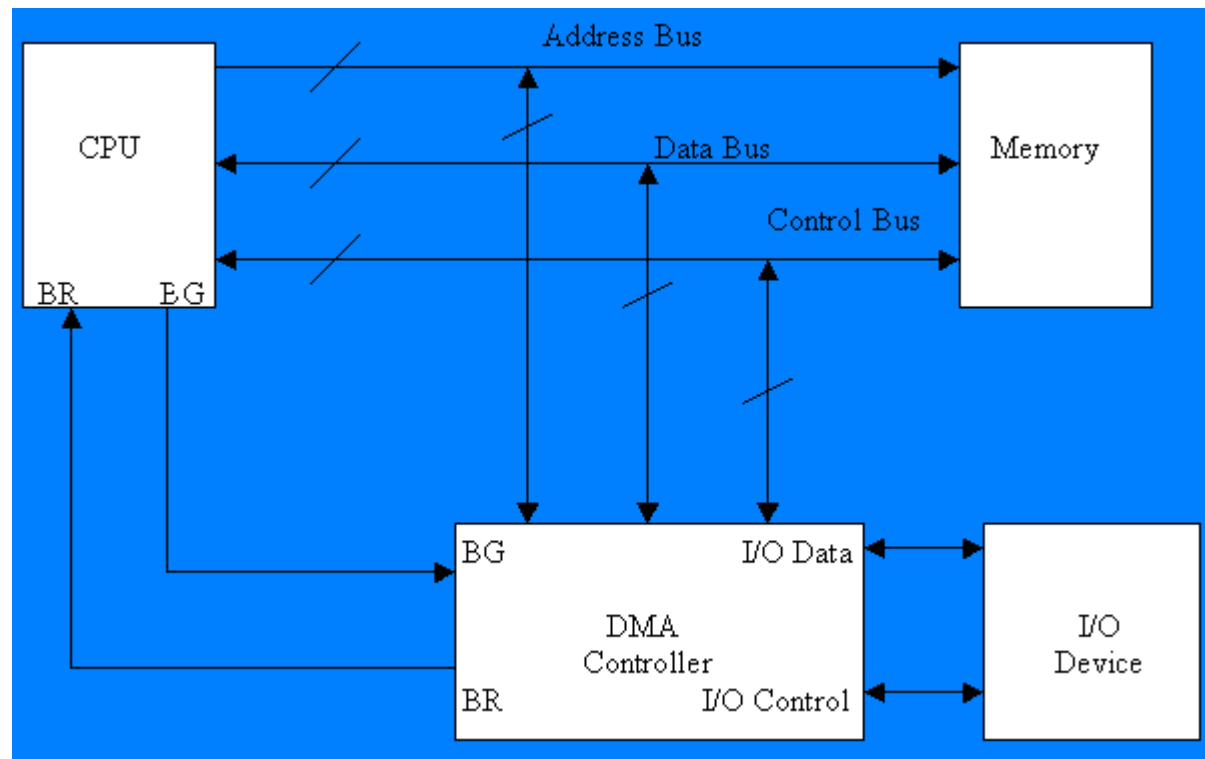 Address Bus
CPU
Data Bus
Memory
Control Bus
BR
BG
BG
I/O Data
DMA
Controller
I/O
Device
BR
I/O Control